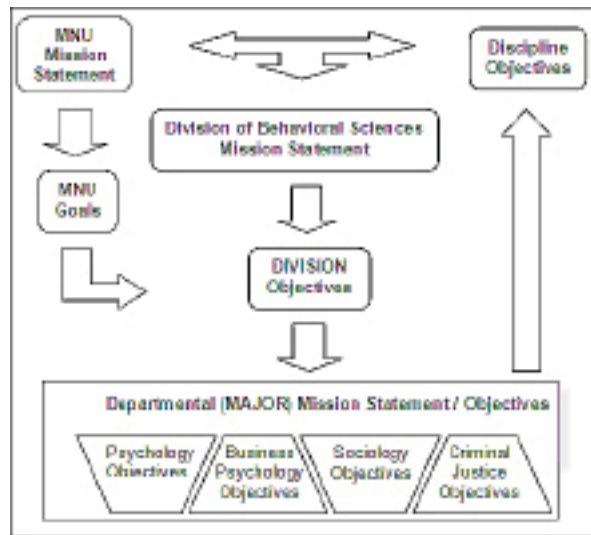 MNU
Mission
Statement
Discipline
Objectives
Division of Behavioral Sciences
Mission Statement
MNU
Goals
DIVISION
Objectives
Departmental (MAJOR) Mission Statement / Objectives
Psychology
Objectives
Business
Psychology
Objectives
Sociology
Objectives
Criminal
Justice
Objectives